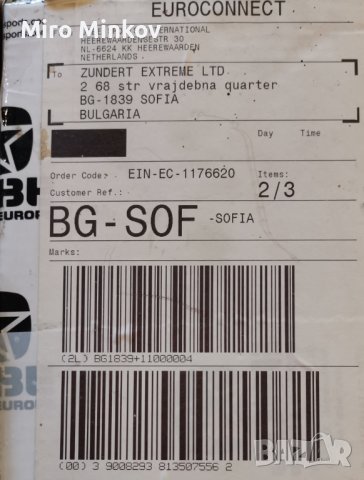 EUROCONNECT
Miro Minkov
INTERNATIONAL
HEEREWAARDENSESTR 30
NL-6624 KK HEEREWAARDEN
NETHERLANDS
To
ZUNDERT EXTREME LTD.
2 68 str vrajdebna quarter
BG-1839 SOFIA
BULGARIA
Day Time
Order Code: EIN-EC-1176620 Items:
Customer Ref.: 2/3
BG-SOF -SOFIA
Marks:
(2L) BG1839+11000004
(00) 3 9008293 813507556 2
BAZAR